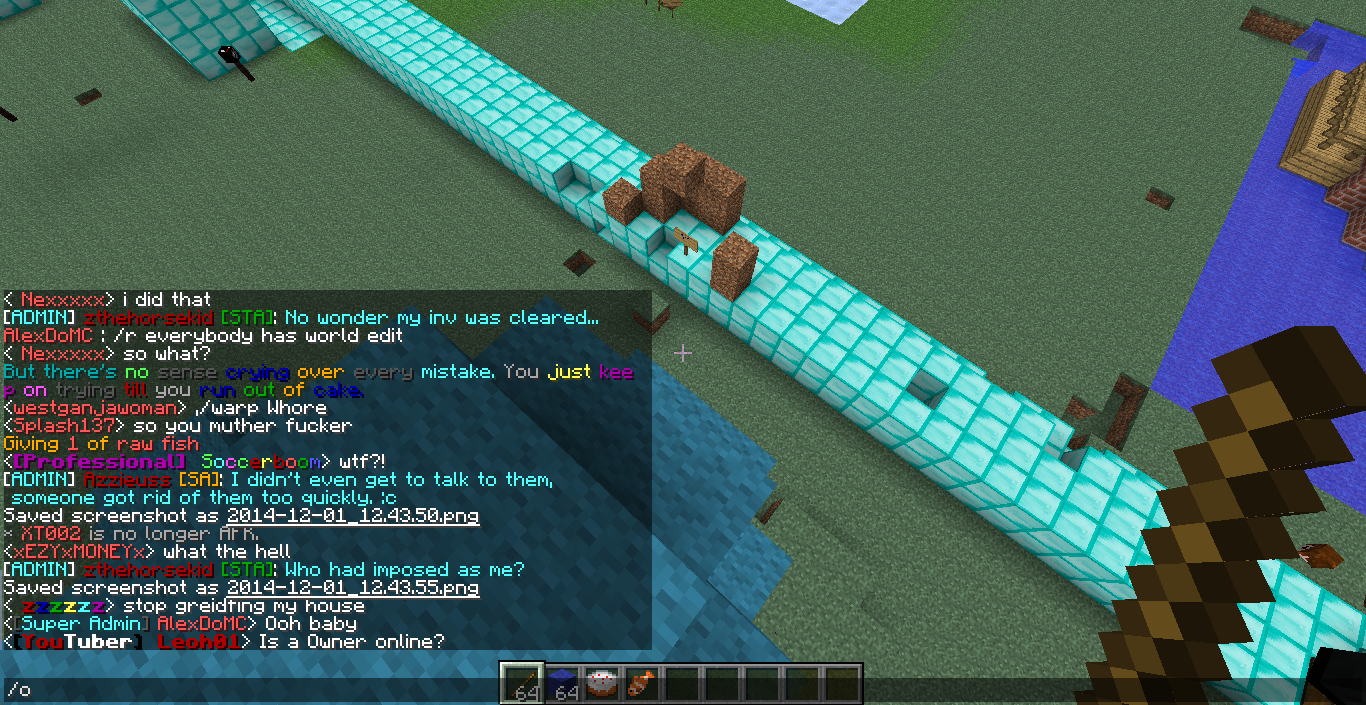 < Nexxxxx> i did that
[ADMIN] zthehorsekid [STA]: No wonder my inv was cleared...
AlexDoMC : /r everybody has world edit
< Nexxxxx> so what?
But there's no sense crying over every mistake. You just kee
p on trying till you run out of cake.
<westganjawoman> ,/warp Whore
<Splash137> so you muther fucker
Giving 1 of raw fish
<[Professional] Soccerboom> wtf?!
[ADMIN] Azzieuss [SA]: I didn't even get to talk to them,
someone got rid of them too quickly. :c
Saved screenshot as 2014-12-01_12.43.50.png
* XT002 is no longer AFK.
<xEZYxMONEYx> what the hell
[ADMIN] zthehorsekid [STA]: Who had imposed as me?
Saved screenshot as 2014-12-01_12.43.55.png
< zzzzzz> stop greidting my house
<[Super Admin] AlexDoMC> Ooh baby
<[YouTuber] Leoh01> Is a Owner online?
64 64
/o